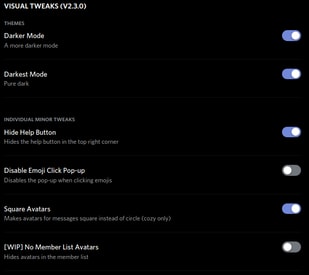 VISUAL TWEAKS (V2.3.0)
THEMES
Darker Mode
A more darker mode
Darkest Mode
Pure dark
INDIVIDUAL MINOR TWEAKS
Hide Help Button
Hides the help button in the top right corner
Disable Emoji Click Pop-up
Disables the pop-up when clicking emojis
Square Avatars
Makes avatars for messages square instead of circle (cozy only)
[WIP] No Member List Avatars
Hides avatars in the member list